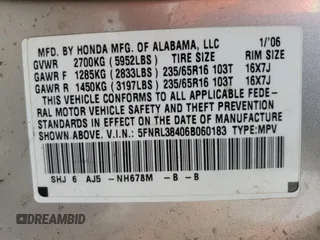 MFD. BY HONDA MFG. OF ALABAMA, LLC 1/'06
GVWR 2700KG (5952LBS) TIRE SIZE RIM SIZE
GAWR F 1285KG (2833LBS) 235/65R16 103T 16X7J
GAWR R 1450KG (3197LBS) 235/65R16 103T 16X7J
THIS VEHICLE CONFORMS TO ALL APPLICABLE FEDE-
RAL MOTOR VEHICLE SAFETY AND THEFT PREVENTION
STANDARDS IN EFFECT ON THE DATE OF MANUFACTURE
SHOWN ABOVE. V.I.N: 5FNRL38406B060183 TYPE:MPV
SHJ 6 AJ5 -NH678M -B -B
DREAMBID